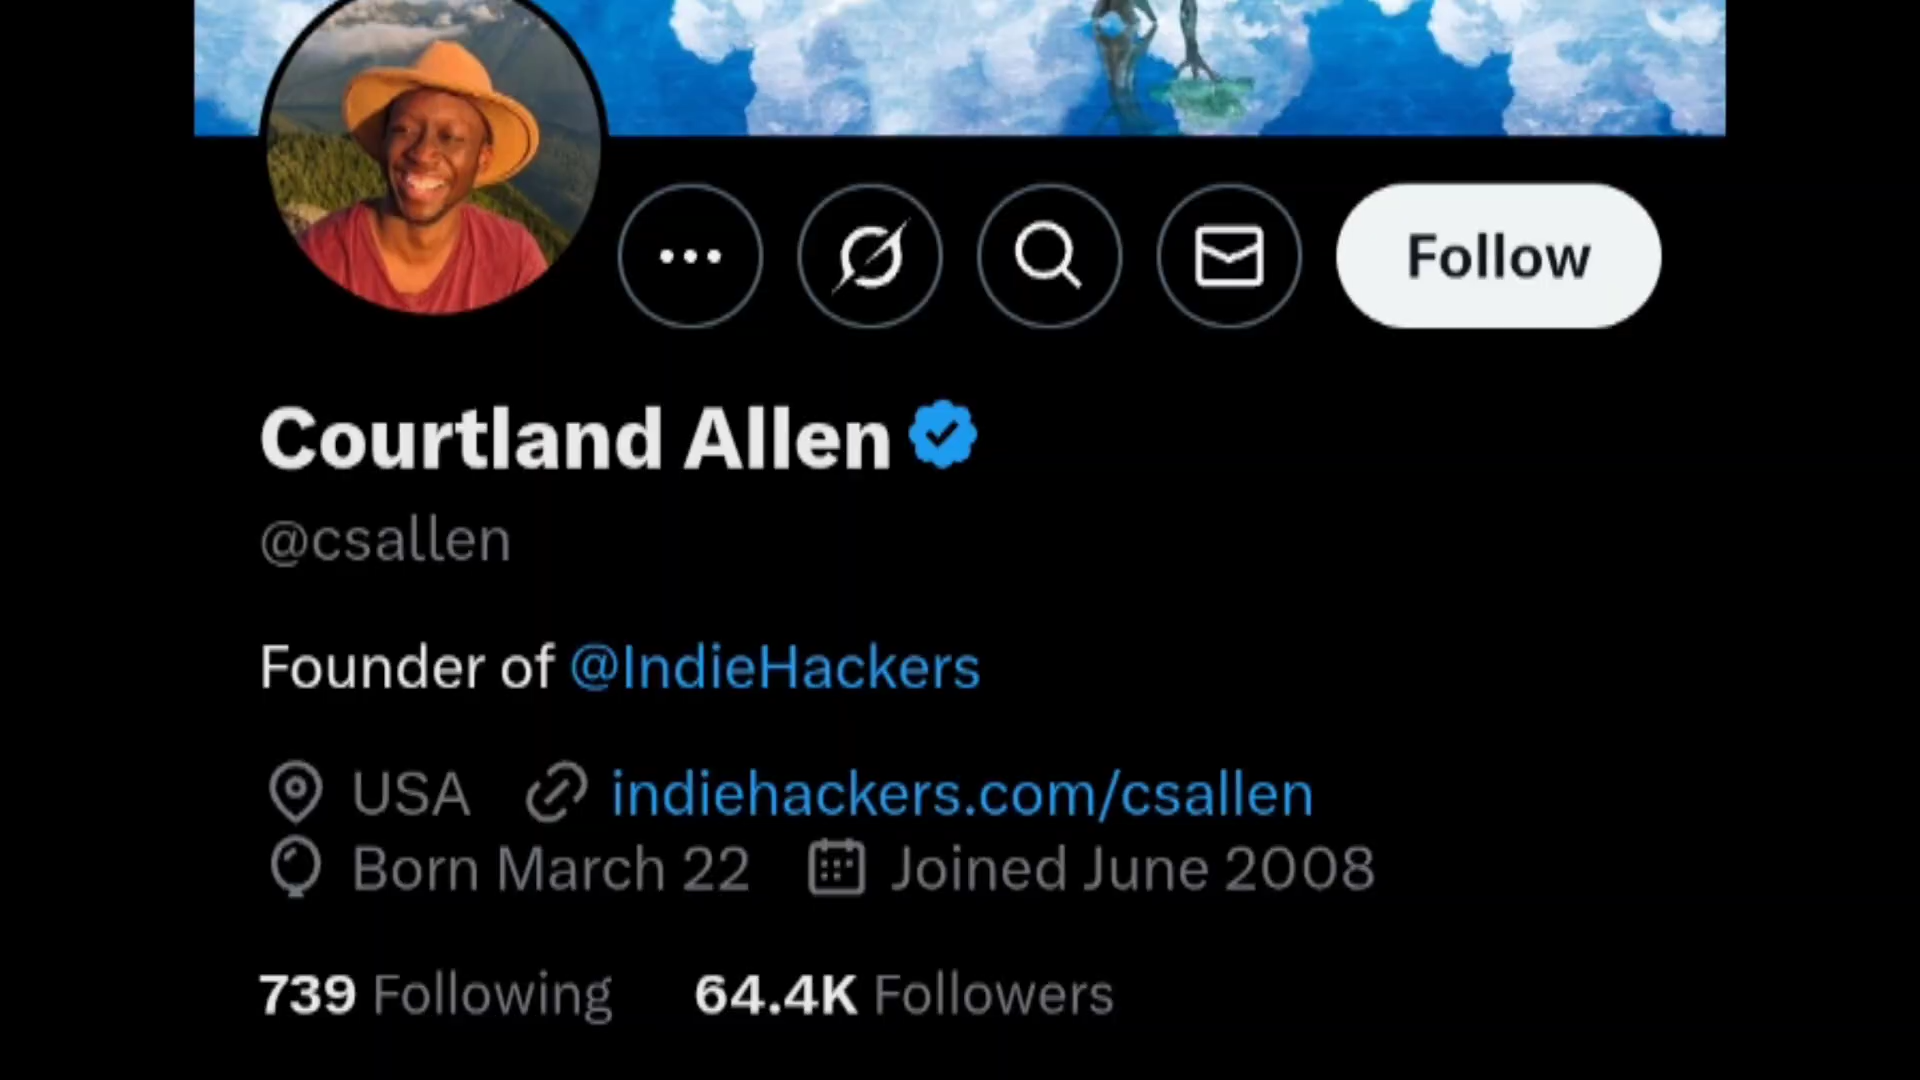 Follow
Courtland Allen
@csallen
Founder of @IndieHackers
USA indiehackers.com/csallen
Born March 22 Joined June 2008
739 Following 64.4K Followers